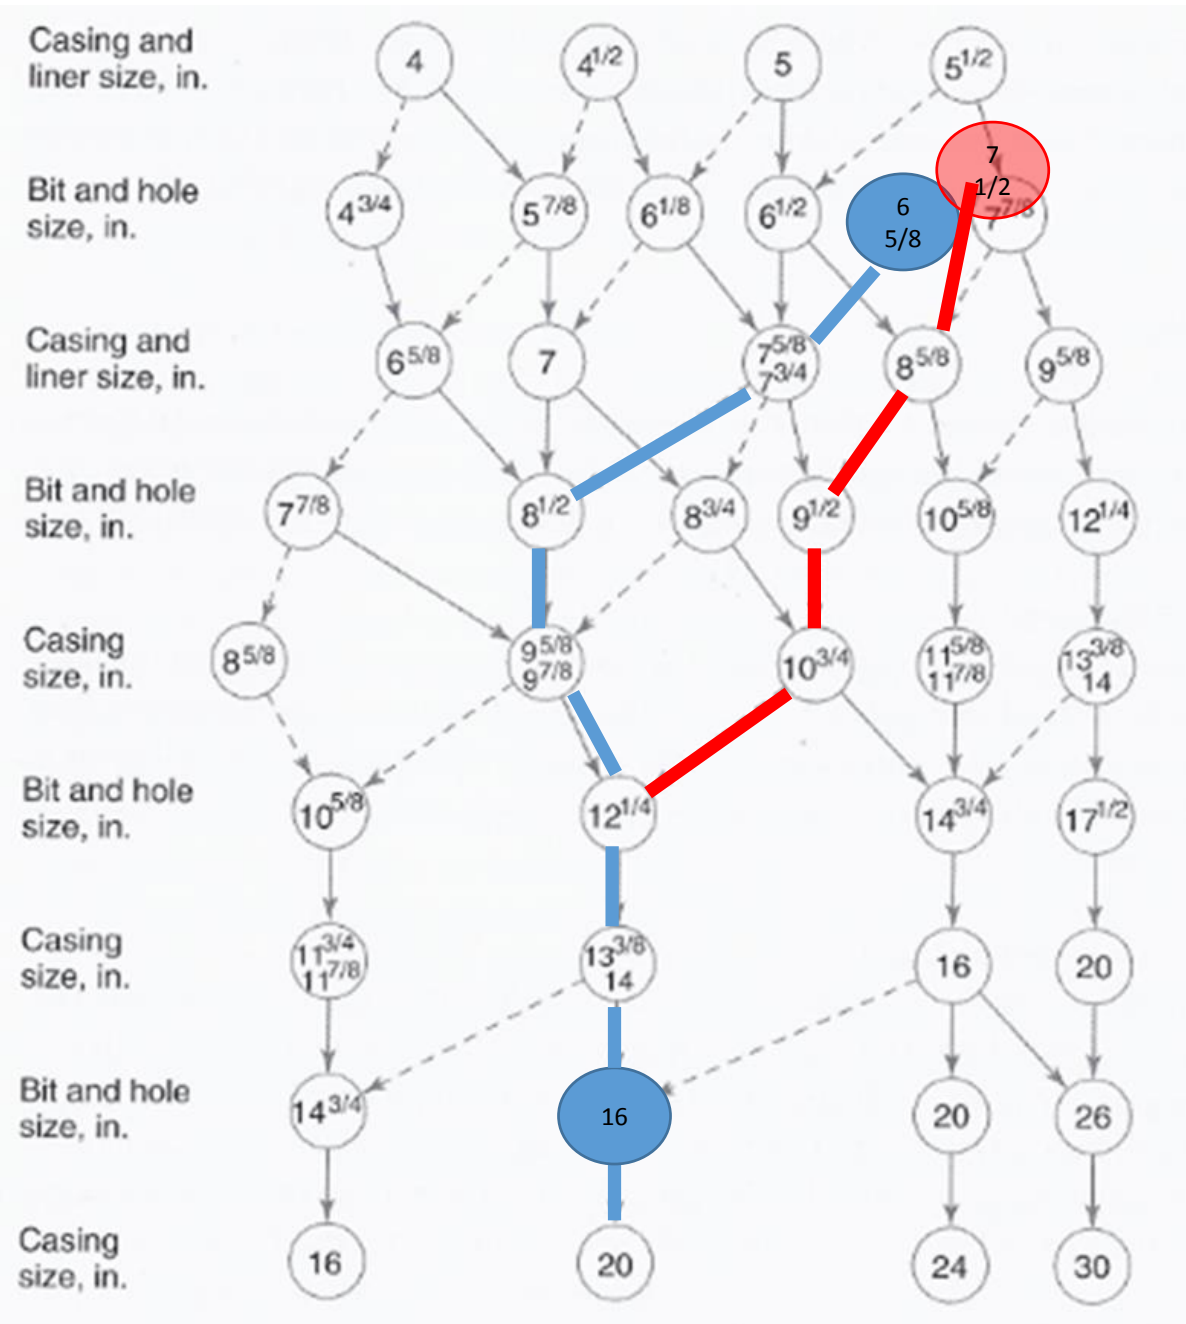 Casing and
liner size, in.
4
4 1/2
5
5 1/2
Bit and hole
size, in.
4 3/4
5 7/8
6 1/8
6 1/2
6
5/8
7
1/2
7 7/8
Casing and
liner size, in.
6 5/8
7
7 5/8
7 3/4
8 5/8
9 5/8
Bit and hole
size, in.
7 7/8
8 1/2
8 3/4
9 1/2
10 5/8
12 1/4
Casing
size, in.
8 5/8
9 5/8
9 7/8
10 3/4
11 5/8
11 7/8
13 3/8
14
Bit and hole
size, in.
10 5/8
12 1/4
14 3/4
17 1/2
Casing
size, in.
11 3/4
11 7/8
13 3/8
14
16
20
Bit and hole
size, in.
14 3/4
16
20
26
Casing
size, in.
16
20
24
30